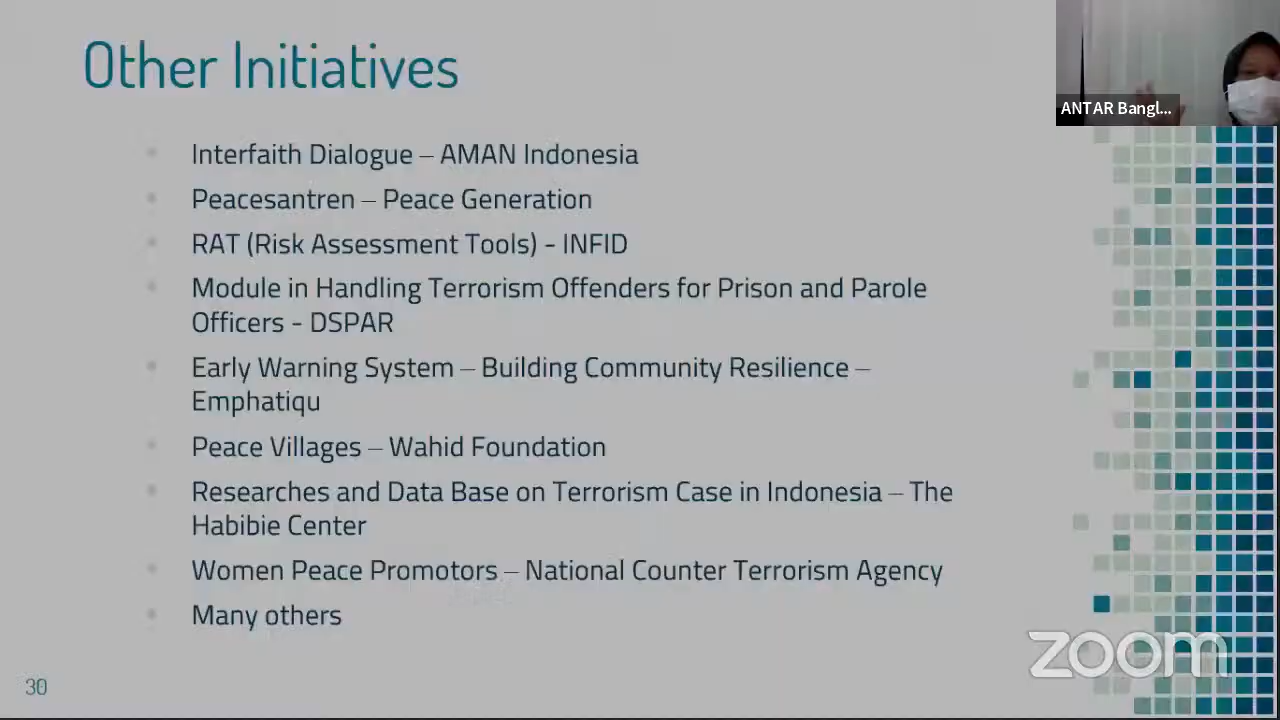 Other Initiatives
ANTAR Bangl...
Interfaith Dialogue – AMAN Indonesia
Peacesantren – Peace Generation
RAT (Risk Assessment Tools) - INFID
Module in Handling Terrorism Offenders for Prison and Parole
Officers - DSPAR
Early Warning System – Building Community Resilience –
Emphatiqu
Peace Villages – Wahid Foundation
Researches and Data Base on Terrorism Case in Indonesia – The
Habibie Center
Women Peace Promotors – National Counter Terrorism Agency
Many others
zoom
30